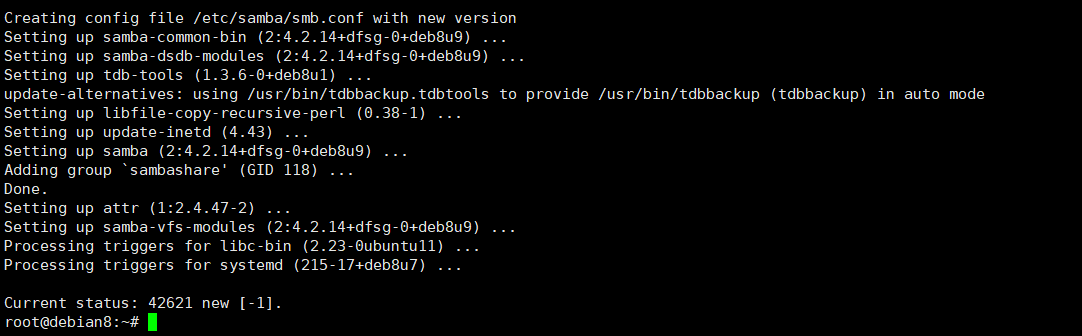 Creating config file /etc/samba/smb.conf with new version
Setting up samba-common-bin (2:4.2.14+dfsg-0+deb8u9) ...
Setting up samba-dsdb-modules (2:4.2.14+dfsg-0+deb8u9) ...
Setting up tdb-tools (1.3.6-0+deb8u1) ...
update-alternatives: using /usr/bin/tdbbackup.tdbtools to provide /usr/bin/tdbbackup (tdbbackup) in auto mode
Setting up libfile-copy-recursive-perl (0.38-1) ...
Setting up update-inetd (4.43) ...
Setting up samba (2:4.2.14+dfsg-0+deb8u9) ...
Adding group `sambashare' (GID 118) ...
Done.
Setting up attr (1:2.4.47-2) ...
Setting up samba-vfs-modules (2:4.2.14+dfsg-0+deb8u9) ...
Processing triggers for libc-bin (2.23-0ubuntu11) ...
Processing triggers for systemd (215-17+deb8u7) ...
Current status: 42621 new [-1].
root@debian8:~#